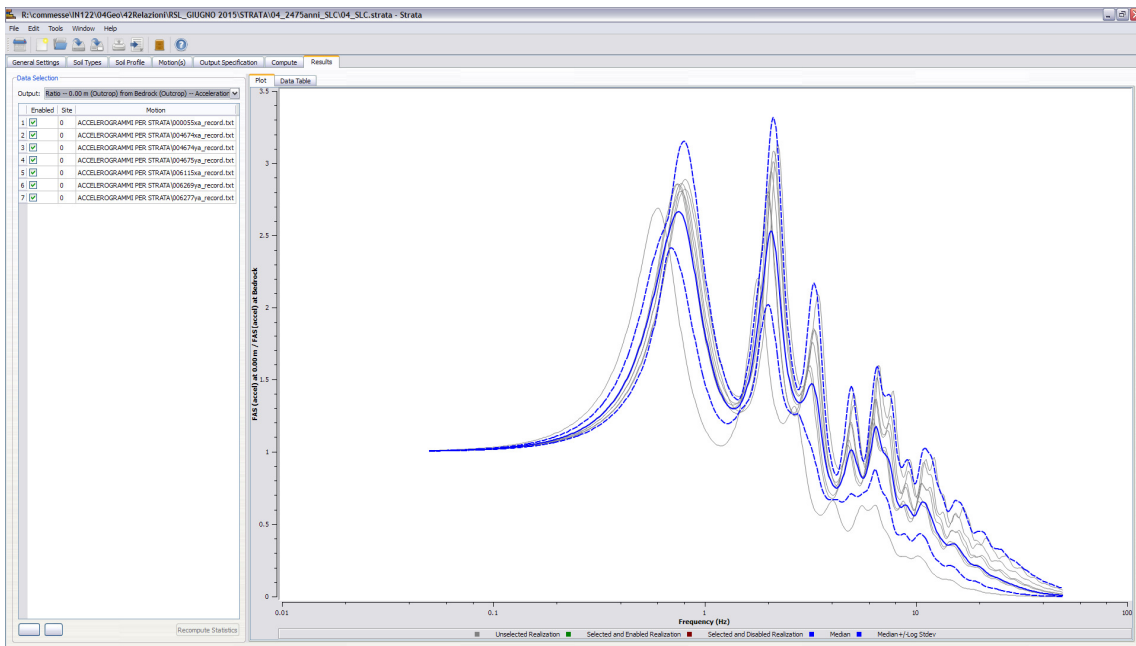 R:\commesse\IN122\04Geo\42Relazioni\RSL_GIUGNO 2015\STRATA\04_2475anni_SLC\04_SLC.strata - Strata
File Edit Tools Window Help
General Settings Soil Types Soil Profile Motion(s) Output Specification Compute Results
Data Selection
Output: Ratio -- 0.00 m (Outcrop) from Bedrock (Outcrop) -- Acceleration
Enabled Site Motion
1 0 ACCELEROGRAMMI PER STRATA\000055xa_record.txt
2 0 ACCELEROGRAMMI PER STRATA\004674xa_record.txt
3 0 ACCELEROGRAMMI PER STRATA\004674ya_record.txt
4 0 ACCELEROGRAMMI PER STRATA\004675ya_record.txt
5 0 ACCELEROGRAMMI PER STRATA\006115xa_record.txt
6 0 ACCELEROGRAMMI PER STRATA\006269ya_record.txt
7 0 ACCELEROGRAMMI PER STRATA\006277ya_record.txt
Recompute Statistics
Plot Data Table
FAS (accel) at 0.00 m / FAS (accel) at Bedrock
3.5
3
2.5
2
1.5
1
0.5
0
0.01 0.1 1 10 100
Frequency (Hz)
Unselected Realization Selected and Enabled Realization Selected and Disabled Realization Median Median+/-Log Stdev